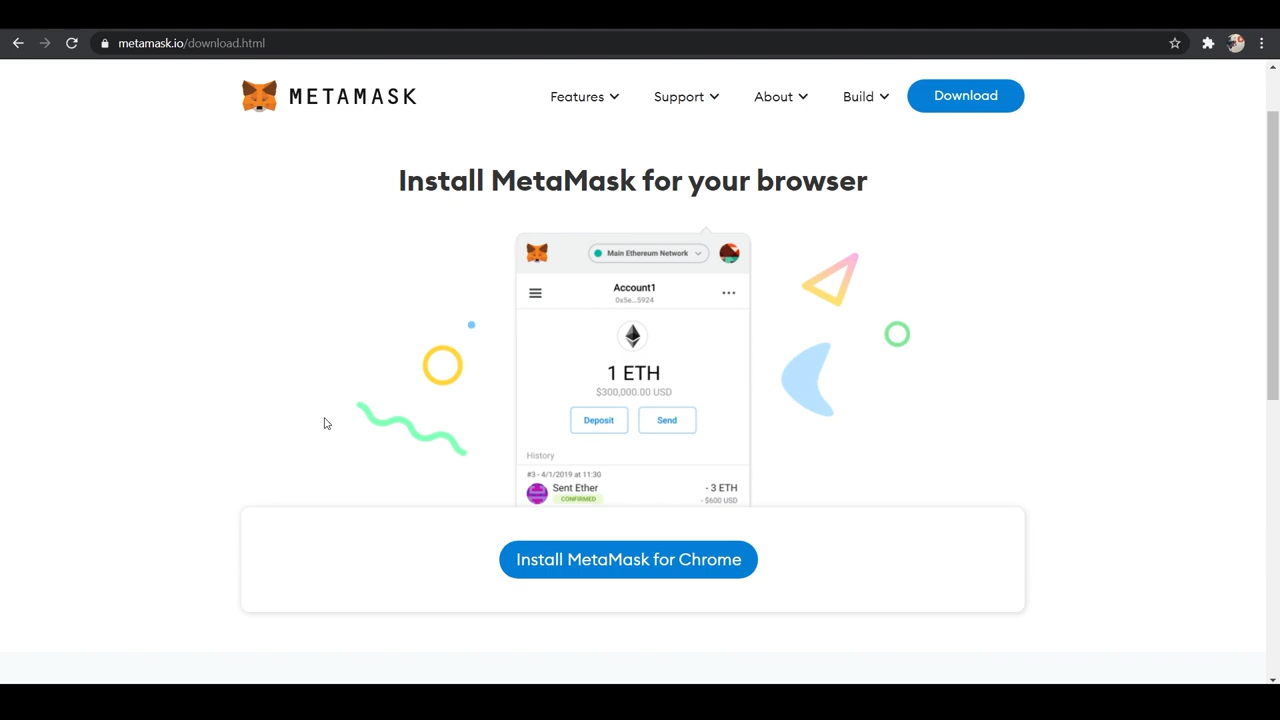 metamask.io/download.html
METAMASK
Features
Support
About
Build
Download
Install MetaMask for your browser
Main Ethereum Network
Account1
0x5e...5924
1 ETH
$300,000.00 USD
Deposit
Send
History
#3 - 4/1/2019 at 11:30
Sent Ether
- 3 ETH
CONFIRMED
- $600 USD
Install MetaMask for Chrome